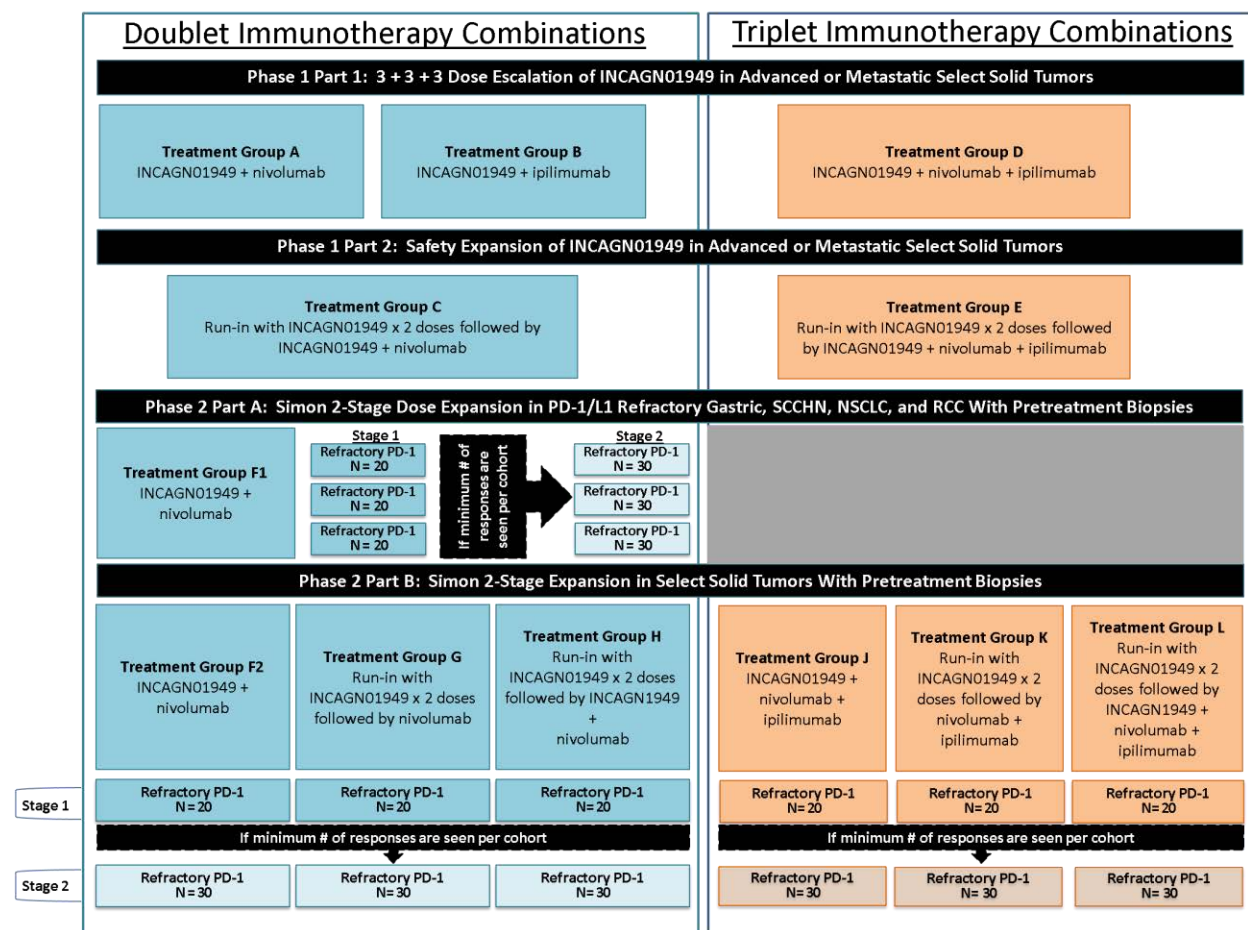 Doublet Immunotherapy Combinations
Triplet Immunotherapy Combinations
Phase 1 Part 1: 3 + 3 + 3 Dose Escalation of INCAGN01949 in Advanced or Metastatic Select Solid Tumors
Treatment Group A
INCAGN01949 + nivolumab
Treatment Group B
INCAGN01949 + ipilimumab
Treatment Group D
INCAGN01949 + nivolumab + ipilimumab
Phase 1 Part 2: Safety Expansion of INCAGN01949 in Advanced or Metastatic Select Solid Tumors
Treatment Group C
Run-in with INCAGN01949 x 2 doses followed by
INCAGN01949 + nivolumab
Treatment Group E
Run-in with INCAGN01949 x 2 doses followed
by INCAGN01949 + nivolumab + ipilimumab
Phase 2 Part A: Simon 2-Stage Dose Expansion in PD-1/L1 Refractory Gastric, SCCHN, NSCLC, and RCC With Pretreatment Biopsies
Treatment Group F1
INCAGN01949 +
nivolumab
Stage 1
Refractory PD-1
N = 20
Refractory PD-1
N = 20
Refractory PD-1
N = 20
If minimum # of
responses are
seen per cohort
Stage 2
Refractory PD-1
N = 30
Refractory PD-1
N = 30
Refractory PD-1
N = 30
Phase 2 Part B: Simon 2-Stage Expansion in Select Solid Tumors With Pretreatment Biopsies
Treatment Group F2
INCAGN01949 +
nivolumab
Treatment Group G
Run-in with
INCAGN01949 x 2 doses
followed by nivolumab
Treatment Group H
Run-in with
INCAGN01949 x 2 doses
followed by INCAGN1949
+
nivolumab
Treatment Group J
INCAGN01949 +
nivolumab +
ipilimumab
Treatment Group K
Run-in with
INCAGN01949 x 2
doses followed by
nivolumab +
ipilimumab
Treatment Group L
Run-in with
INCAGN01949 x 2
doses followed by
INCAGN1949 +
nivolumab +
ipilimumab
Stage 1
Refractory PD-1
N = 20
Refractory PD-1
N = 20
Refractory PD-1
N = 20
Refractory PD-1
N = 20
Refractory PD-1
N = 20
Refractory PD-1
N = 20
If minimum # of responses are seen per cohort
If minimum # of responses are seen per cohort
Stage 2
Refractory PD-1
N = 30
Refractory PD-1
N = 30
Refractory PD-1
N = 30
Refractory PD-1
N = 30
Refractory PD-1
N = 30
Refractory PD-1
N = 30